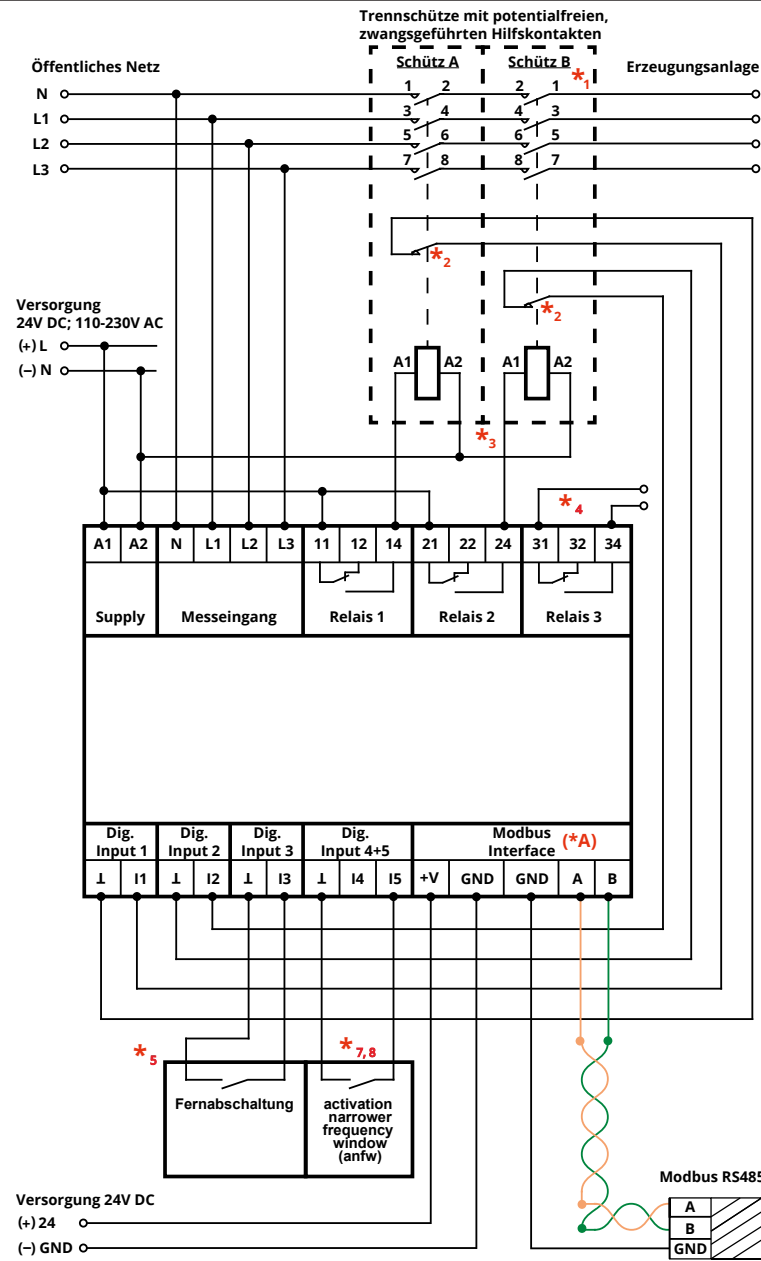 Trennschütze mit potentialfreien,
zwangsgeführten Hilfskontakten
Öffentliches Netz
Schütz A
Schütz B
*1
Erzeugungsanlage
N
1 2 2 1
L1
3 4 4 3
L2
5 6 6 5
L3
7 8 8 7
*2
*2
Versorgung
24V DC; 110-230V AC
(+) L
(−) N
A1 A2 A1 A2
*3
*4
A1 A2 N L1 L2 L3 11 12 14 21 22 24 31 32 34
Supply Messeingang Relais 1 Relais 2 Relais 3
Dig.
Input 1
Dig.
Input 2
Dig.
Input 3
Dig.
Input 4+5
Modbus
Interface
(*A)
⊥ I1 ⊥ I2 ⊥ I3 ⊥ I4 I5 +V GND GND A B
*5
*7, 8
Fernabschaltung
activation
narrower
frequency
window
(anfw)
Modbus RS485
A
B
GND
Versorgung 24V DC
(+) 24
(−) GND